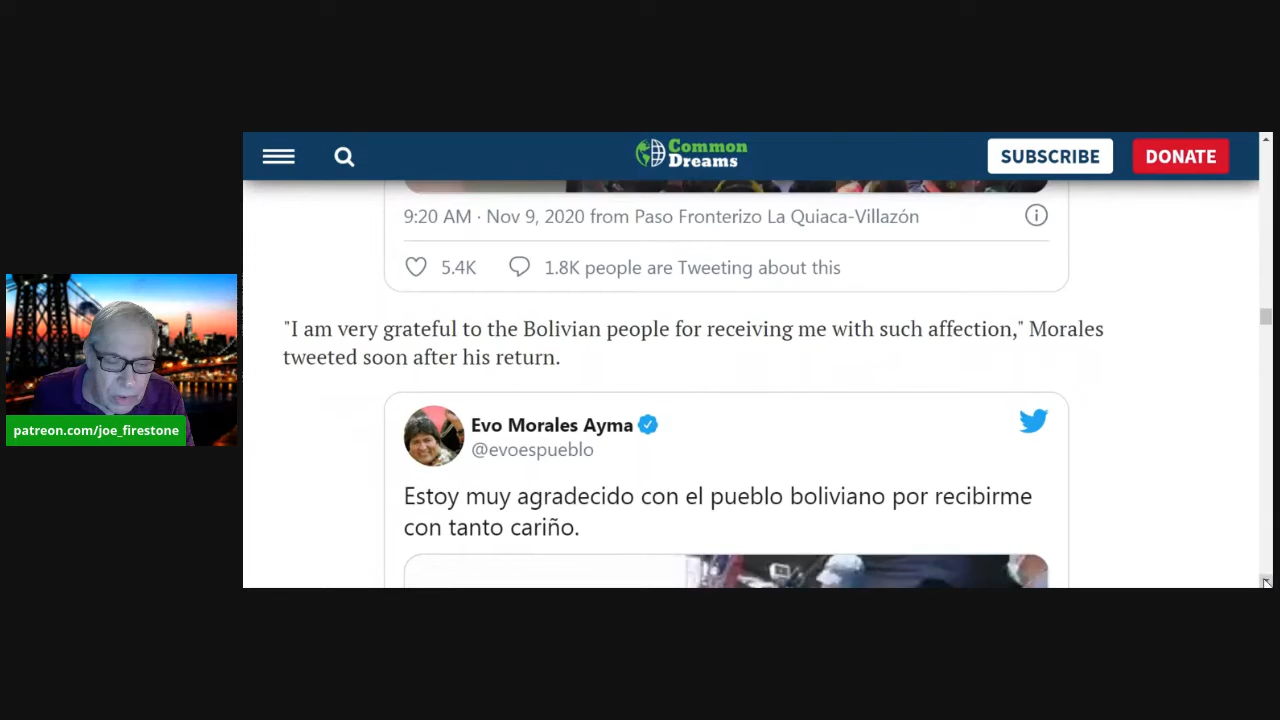 Common
Dreams
SUBSCRIBE
DONATE
9:20 AM · Nov 9, 2020 from Paso Fronterizo La Quiaca-Villazón
5.4K
1.8K people are Tweeting about this
"I am very grateful to the Bolivian people for receiving me with such affection," Morales
tweeted soon after his return.
Evo Morales Ayma
@evoespueblo
Estoy muy agradecido con el pueblo boliviano por recibirme
con tanto cariño.
patreon.com/joe_firestone